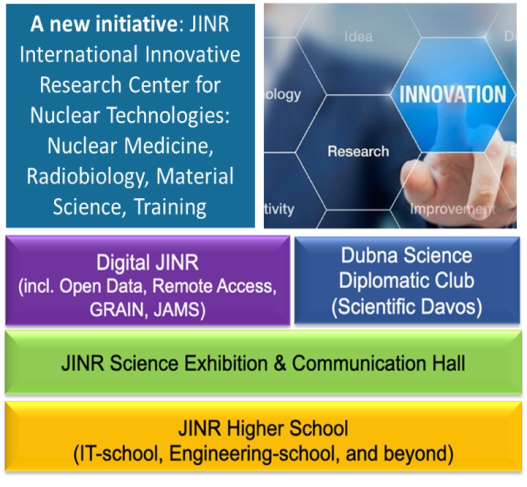 A new initiative: JINR
International Innovative
Research Center for
Nuclear Technologies:
Nuclear Medicine,
Radiobiology, Material
Science, Training
Idea
ology
INNOVATION
Research
tivity
Improvement
Digital JINR
(incl. Open Data, Remote Access,
GRAIN, JAMS)
Dubna Science
Diplomatic Club
(Scientific Davos)
JINR Science Exhibition & Communication Hall
JINR Higher School
(IT-school, Engineering-school, and beyond)